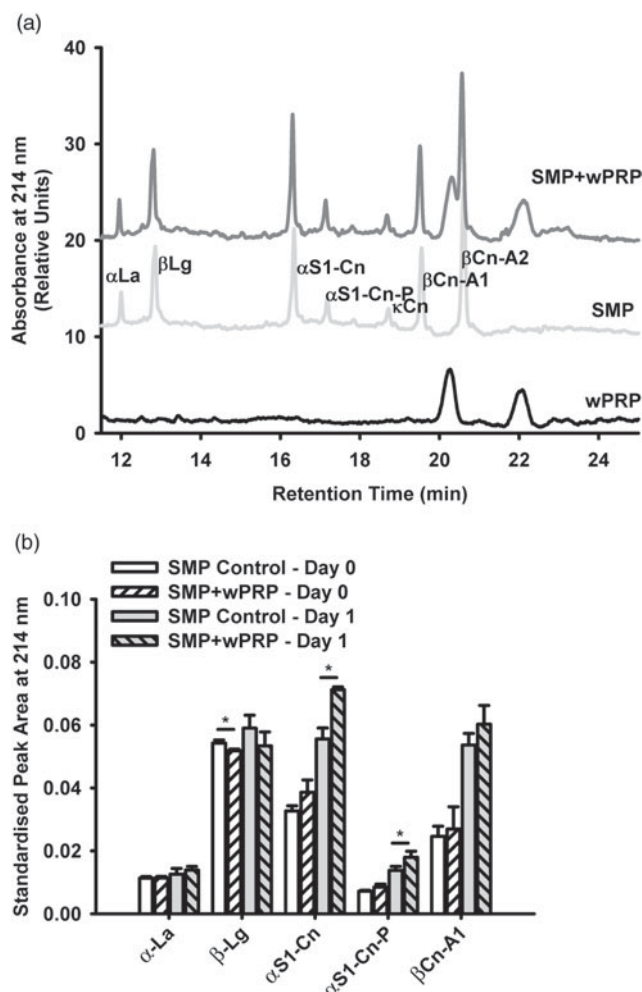 (a)
Absorbance at 214 nm
(Relative Units)
40
30
20
10
0
SMP+wPRP
αLa
βLg
αS1-Cn
αS1-Cn-P
κCn
βCn-A1
βCn-A2
SMP
wPRP
12 14 16 18 20 22 24
Retention Time (min)
(b)
SMP Control - Day 0
SMP+wPRP - Day 0
SMP Control - Day 1
SMP+wPRP - Day 1
Standardised Peak Area at 214 nm
0.10
0.08
0.06
0.04
0.02
0.00
*
*
*
α-La
β-Lg
αS1-Cn
αS1-Cn-P
βCn-A1